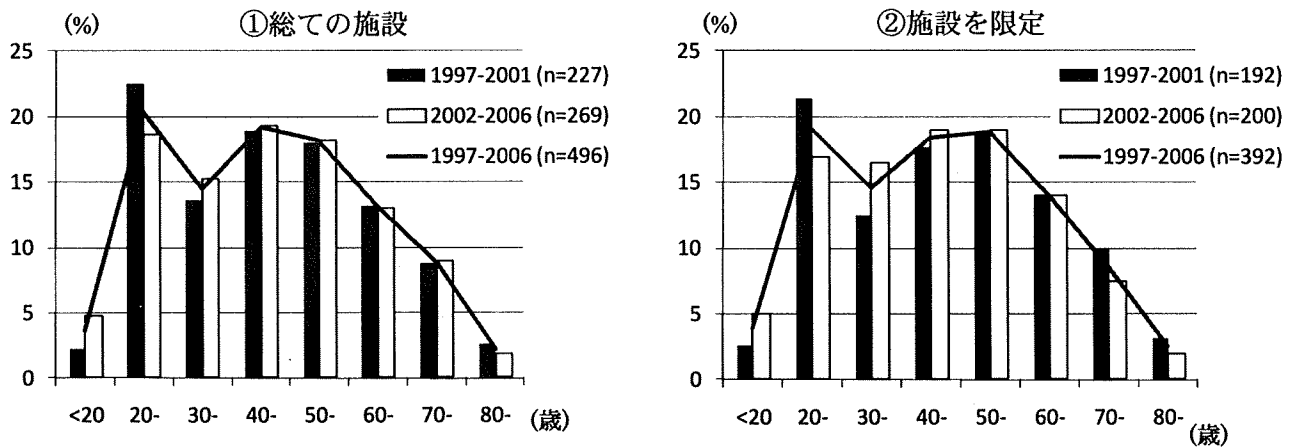 (%) ①総ての施設
25
20
15
10
5
0
1997-2001 (n=227)
2002-2006 (n=269)
1997-2006 (n=496)
<20 20- 30- 40- 50- 60- 70- 80- (歳)
(%) ②施設を限定
25
20
15
10
5
0
1997-2001 (n=192)
2002-2006 (n=200)
1997-2006 (n=392)
<20 20- 30- 40- 50- 60- 70- 80- (歳)